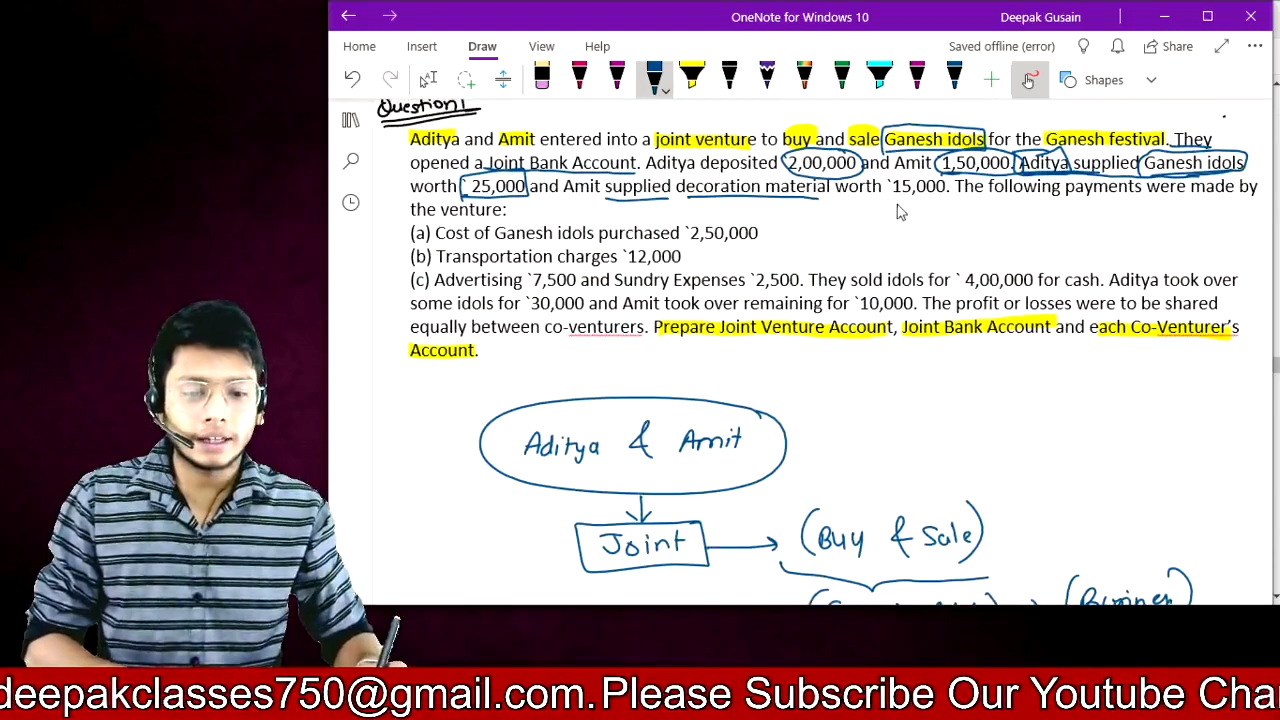 OneNote for Windows 10
Deepak Gusain
Home Insert Draw View Help
Saved offline (error)
Share
Shapes
Question1
Aditya and Amit entered into a joint venture to buy and sale Ganesh idols for the Ganesh festival. They
opened a Joint Bank Account. Aditya deposited `2,00,000 and Amit `1,50,000. Aditya supplied Ganesh idols
worth ` 25,000 and Amit supplied decoration material worth `15,000. The following payments were made by
the venture:
(a) Cost of Ganesh idols purchased `2,50,000
(b) Transportation charges `12,000
(c) Advertising `7,500 and Sundry Expenses `2,500. They sold idols for ` 4,00,000 for cash. Aditya took over
some idols for `30,000 and Amit took over remaining for `10,000. The profit or losses were to be shared
equally between co-venturers. Prepare Joint Venture Account, Joint Bank Account and each Co-Venturer's
Account.
Aditya & Amit
Joint
(Buy & Sale)
deepakclasses750@gmail.com.Please Subscribe Our Youtube Cha